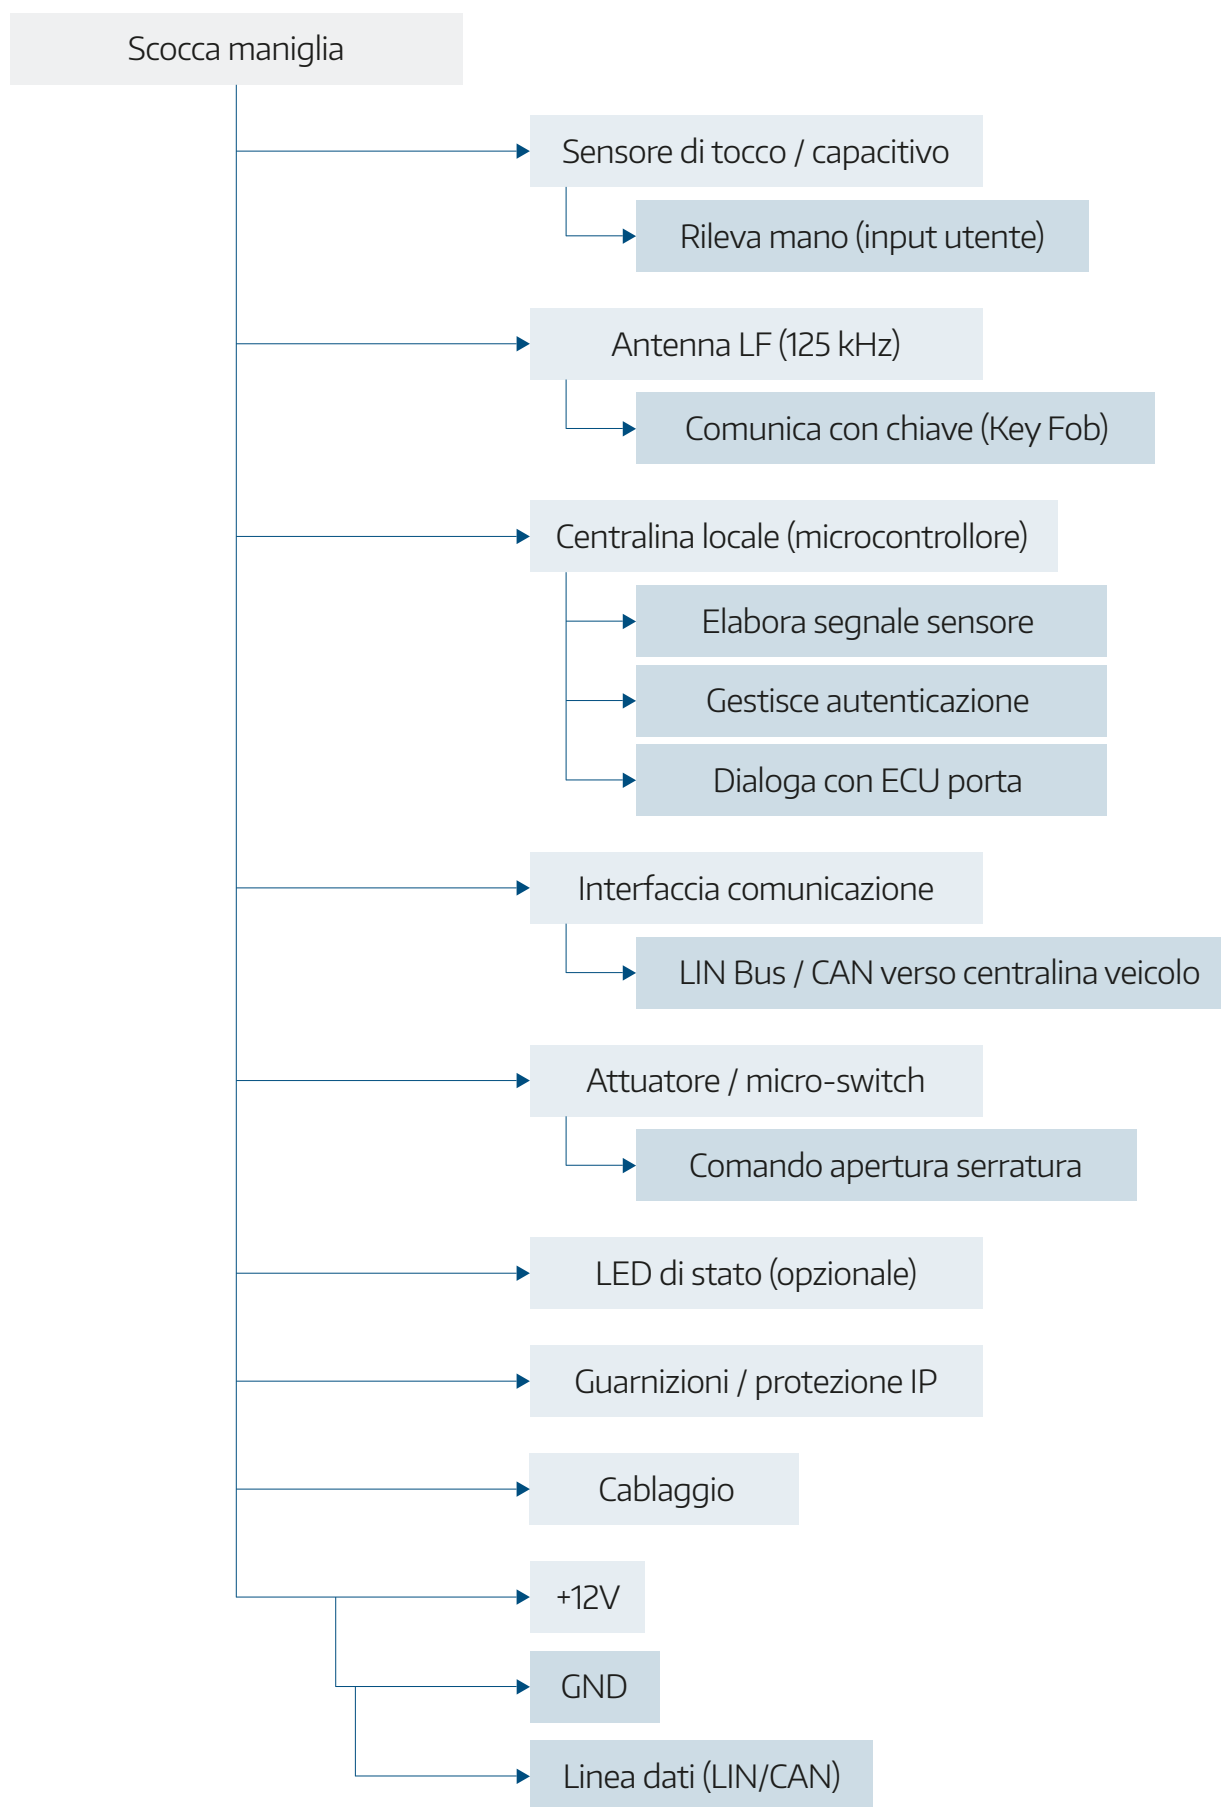 Scocca maniglia
Sensore di tocco / capacitivo
Rileva mano (input utente)
Antenna LF (125 kHz)
Comunica con chiave (Key Fob)
Centralina locale (microcontrollore)
Elabora segnale sensore
Gestisce autenticazione
Dialoga con ECU porta
Interfaccia comunicazione
LIN Bus / CAN verso centralina veicolo
Attuatore / micro-switch
Comando apertura serratura
LED di stato (opzionale)
Guarnizioni / protezione IP
Cablaggio
+12V
GND
Linea dati (LIN/CAN)